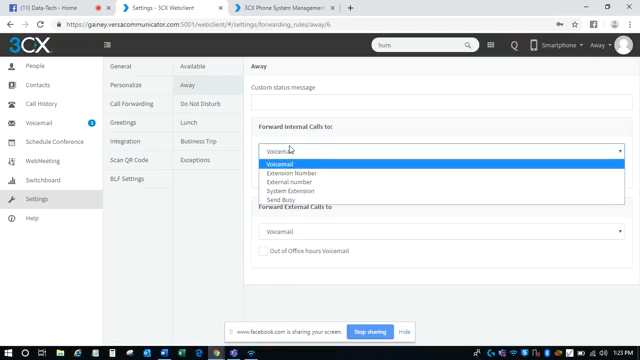 (11) Data-Tech - Home
Settings - 3CX Webclient
3CX Phone System Management
https://gainey.versacommunicator.com:5001/webclient/#/settings/forwarding_rules/away/6
3CX
hum
Smartphone
Away
People
Contacts
Call History
Voicemail
3
Schedule Conference
WebMeeting
Switchboard
Settings
Help
General
Personalize
Call Forwarding
Greetings
Integration
Scan QR Code
BLF Settings
Available
Away
Do Not Disturb
Lunch
Business Trip
Exceptions
Away
Custom status message
Forward Internal Calls to:
Voicemail
Voicemail
Extension Number
External number
System Extension
Send Busy
Forward External Calls to
Voicemail
Out of Office hours Voicemail
www.facebook.com is sharing your screen.
Stop sharing
Hide
1:23 PM